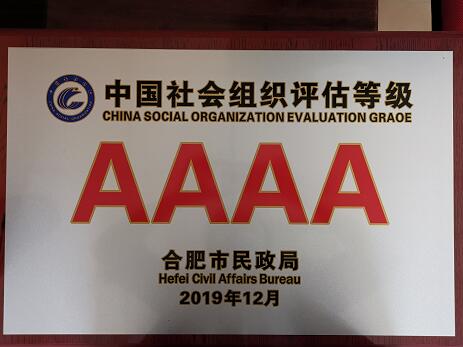 中国社会组织评估等级
CHINA SOCIAL ORGANIZATION EVALUATION GRAOE
AAAA
合肥市民政局
Hefei Civil Affairs Bureau
2019年12月